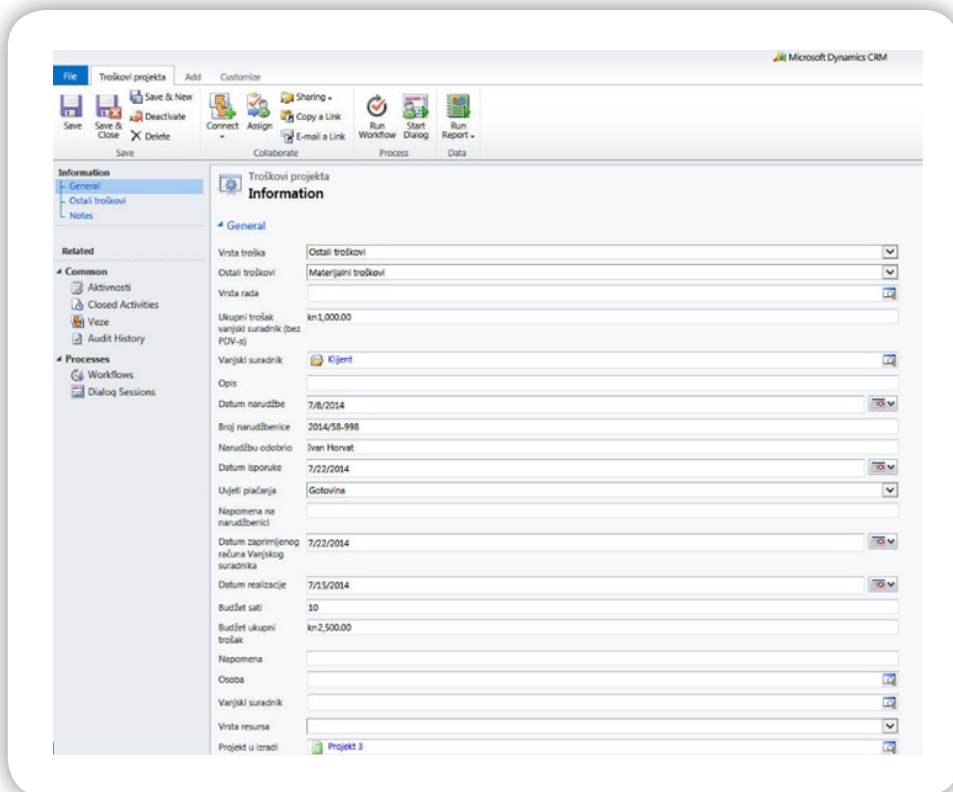 Microsoft Dynamics CRM
File Troškovi projekta Add Customize
Save
Save & Close
Save & New
Deactivate
Delete
Save
Connect
Assign
Sharing
Copy a Link
E-mail a Link
Collaborate
Run Workflow
Start Dialog
Process
Run Report
Data
Information
General
Ostali troškovi
Notes
Related
Common
Aktivnosti
Closed Activities
Veze
Audit History
Processes
Workflows
Dialog Sessions
Troškovi projekta
Information
General
Vrsta troška Ostali troškovi
Ostali troškovi Materijalni troškovi
Vrsta rada
Ukupni trošak kn1,000.00
vanjski suradnik (bez
PDV-a)
Vanjski suradnik Klijent
Opis
Datum narudžbe 7/8/2014
Broj narudžbenice 2014/58-998
Narudžbu odobrio Ivan Horvat
Datum isporuke 7/22/2014
Uvjeti plaćanja Gotovina
Napomena na
narudžbenici
Datum zaprimljenog 7/22/2014
računa Vanjskog
suradnika
Datum realizacije 7/15/2014
Budžet sati 10
Budžet ukupni kn2,500.00
trošak
Napomena
Osoba
Vanjski suradnik
Vrsta resursa
Projekt u izradi Projekt 3